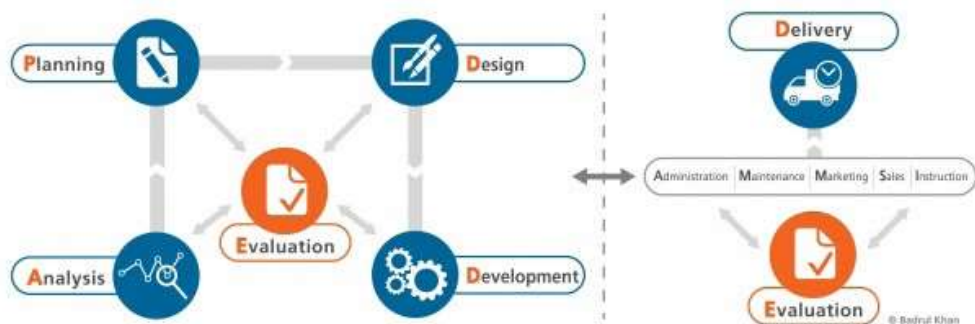 Planning
Design
Evaluation
Analysis
Development
Delivery
Administration Maintenance Marketing Sales Instruction
Evaluation
© Badrul Khan